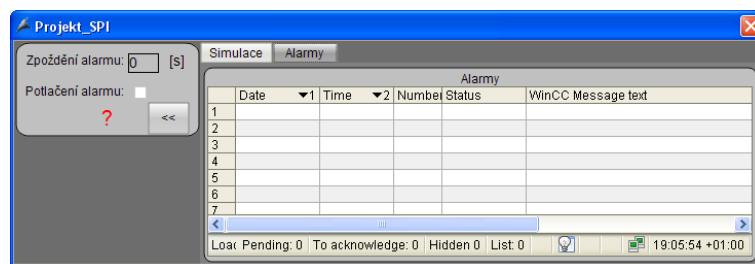 Projekt_SPI
Zpoždění alarmu: 0 [s]
Potlačení alarmu:
? <<
Simulace Alarmy
Alarmy
Date 1 Time 2 Number Status WinCC Message text
1
2
3
4
5
6
7
Pending: 0 To acknowledge: 0 Hidden 0 List: 0 19:05:54 +01:00